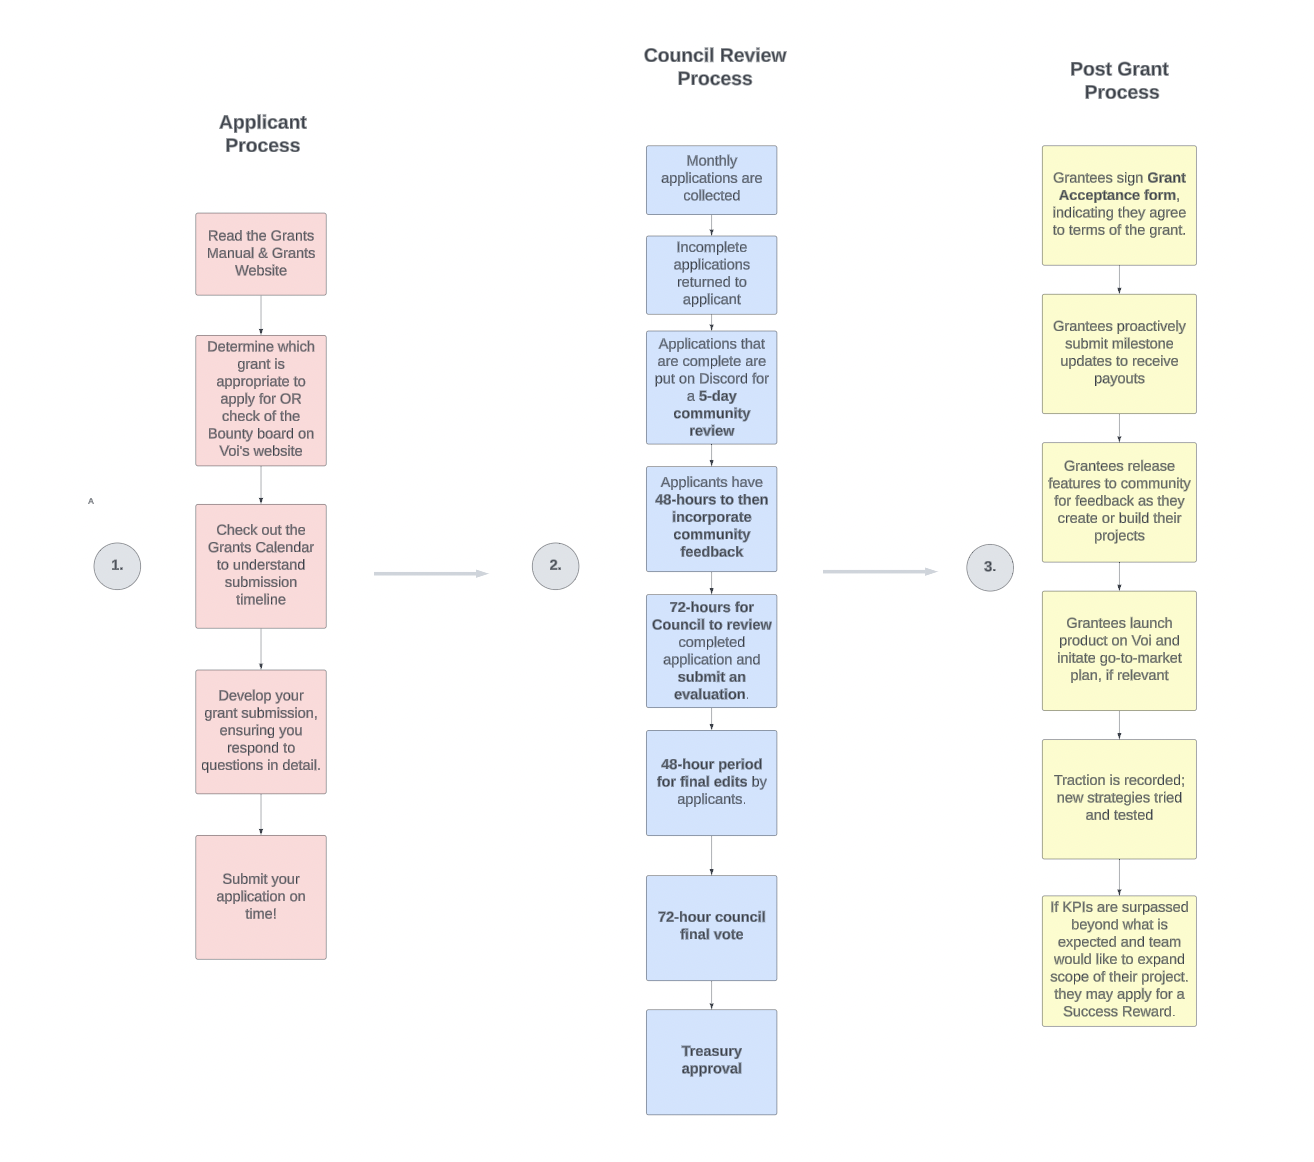 Applicant
Process
A
1.
Read the Grants
Manual & Grants
Website
Determine which
grant is
appropriate to
apply for OR
check of the
Bounty board on
Voi's website
Check out the
Grants Calendar
to understand
submission
timeline
Develop your
grant submission,
ensuring you
respond to
questions in detail.
Submit your
application on
time!
Council Review
Process
2.
Monthly
applications are
collected
Incomplete
applications
returned to
applicant
Applications that
are complete are
put on Discord for
a 5-day
community
review
Applicants have
48-hours to then
incorporate
community
feedback
72-hours for
Council to review
completed
application and
submit an
evaluation.
48-hour period
for final edits by
applicants.
72-hour council
final vote
Treasury
approval
Post Grant
Process
3.
Grantees sign Grant
Acceptance form,
indicating they agree
to terms of the grant.
Grantees proactively
submit milestone
updates to receive
payouts
Grantees release
features to community
for feedback as they
create or build their
projects
Grantees launch
product on Voi and
initate go-to-market
plan, if relevant
Traction is recorded;
new strategies tried
and tested
If KPIs are surpassed
beyond what is
expected and team
would like to expand
scope of their project.
they may apply for a
Success Reward.